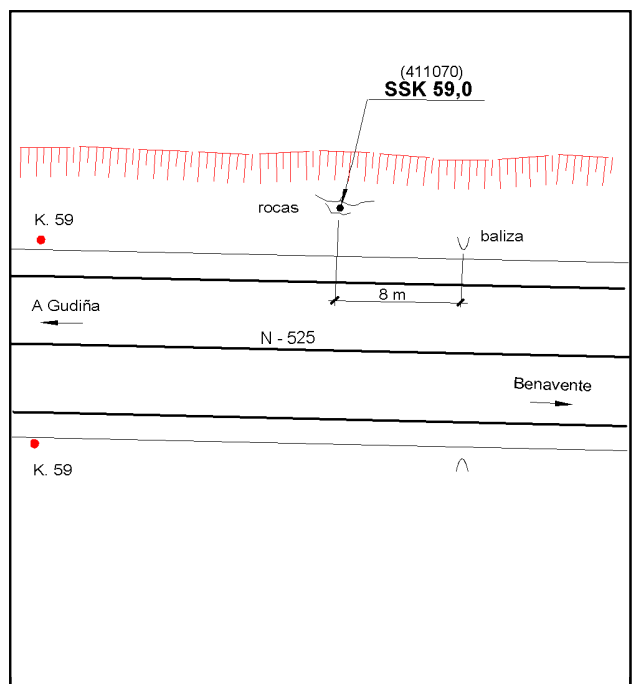 (411070)
SSK 59,0
rocas
K. 59
baliza
8 m
A Gudiña
N - 525
Benavente
K. 59